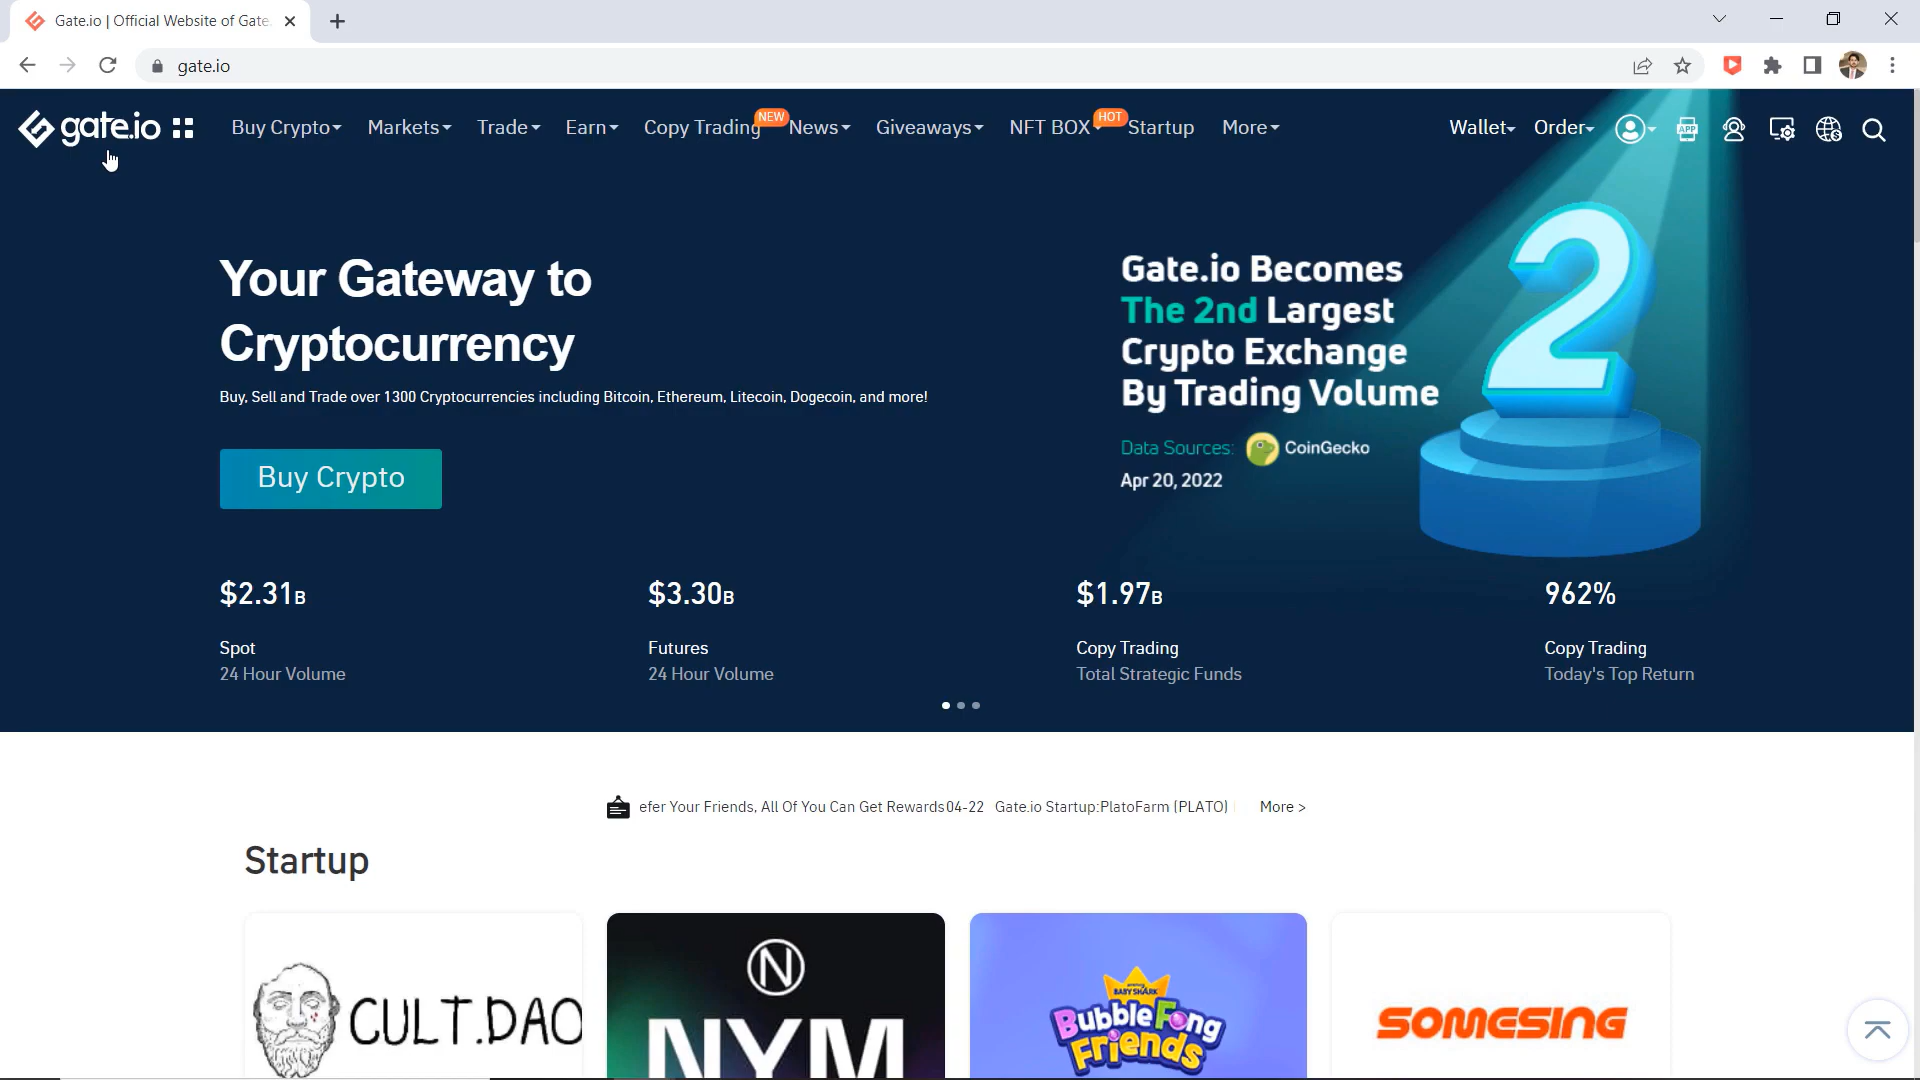 Gate.io | Official Website of Gate.
gate.io
gate.io
Buy Crypto Markets Trade Earn Copy Trading NEW News Giveaways NFT BOX HOT Startup More Wallet Order APP
Your Gateway to
Cryptocurrency
Buy, Sell and Trade over 1300 Cryptocurrencies including Bitcoin, Ethereum, Litecoin, Dogecoin, and more!
Buy Crypto
Gate.io Becomes
The 2nd Largest
Crypto Exchange
By Trading Volume
Data Sources: CoinGecko
Apr 20, 2022
2
$2.31B
Spot
24 Hour Volume
$3.30B
Futures
24 Hour Volume
$1.97B
Copy Trading
Total Strategic Funds
962%
Copy Trading
Today's Top Return
efer Your Friends, All Of You Can Get Rewards04-22 Gate.io Startup:PlatoFarm (PLATO) More >
Startup
CULT.DAO
N
NYM
BABY SHARK
BubbleFong
Friends
SOMESING